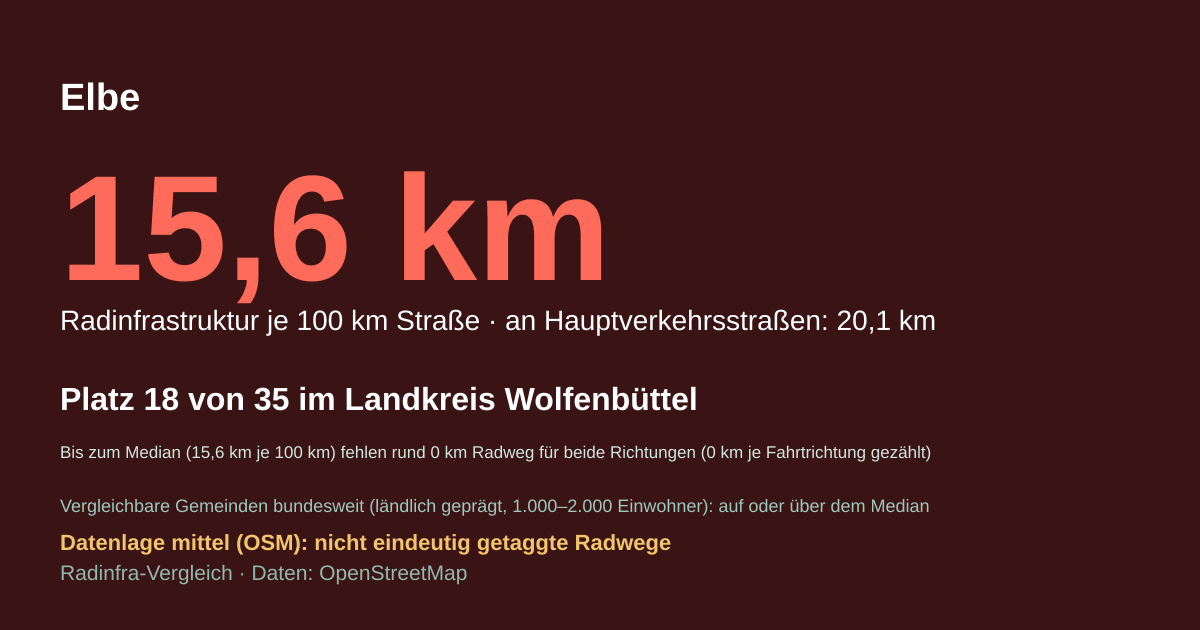 Elbe
15,6 km
Radinfrastruktur je 100 km Straße · an Hauptverkehrsstraßen: 20,1 km
Platz 18 von 35 im Landkreis Wolfenbüttel
Bis zum Median (15,6 km je 100 km) fehlen rund 0 km Radweg für beide Richtungen (0 km je Fahrtrichtung gezählt)
Vergleichbare Gemeinden bundesweit (ländlich geprägt, 1.000–2.000 Einwohner): auf oder über dem Median
Datenlage mittel (OSM): nicht eindeutig getaggte Radwege
Radinfra-Vergleich · Daten: OpenStreetMap